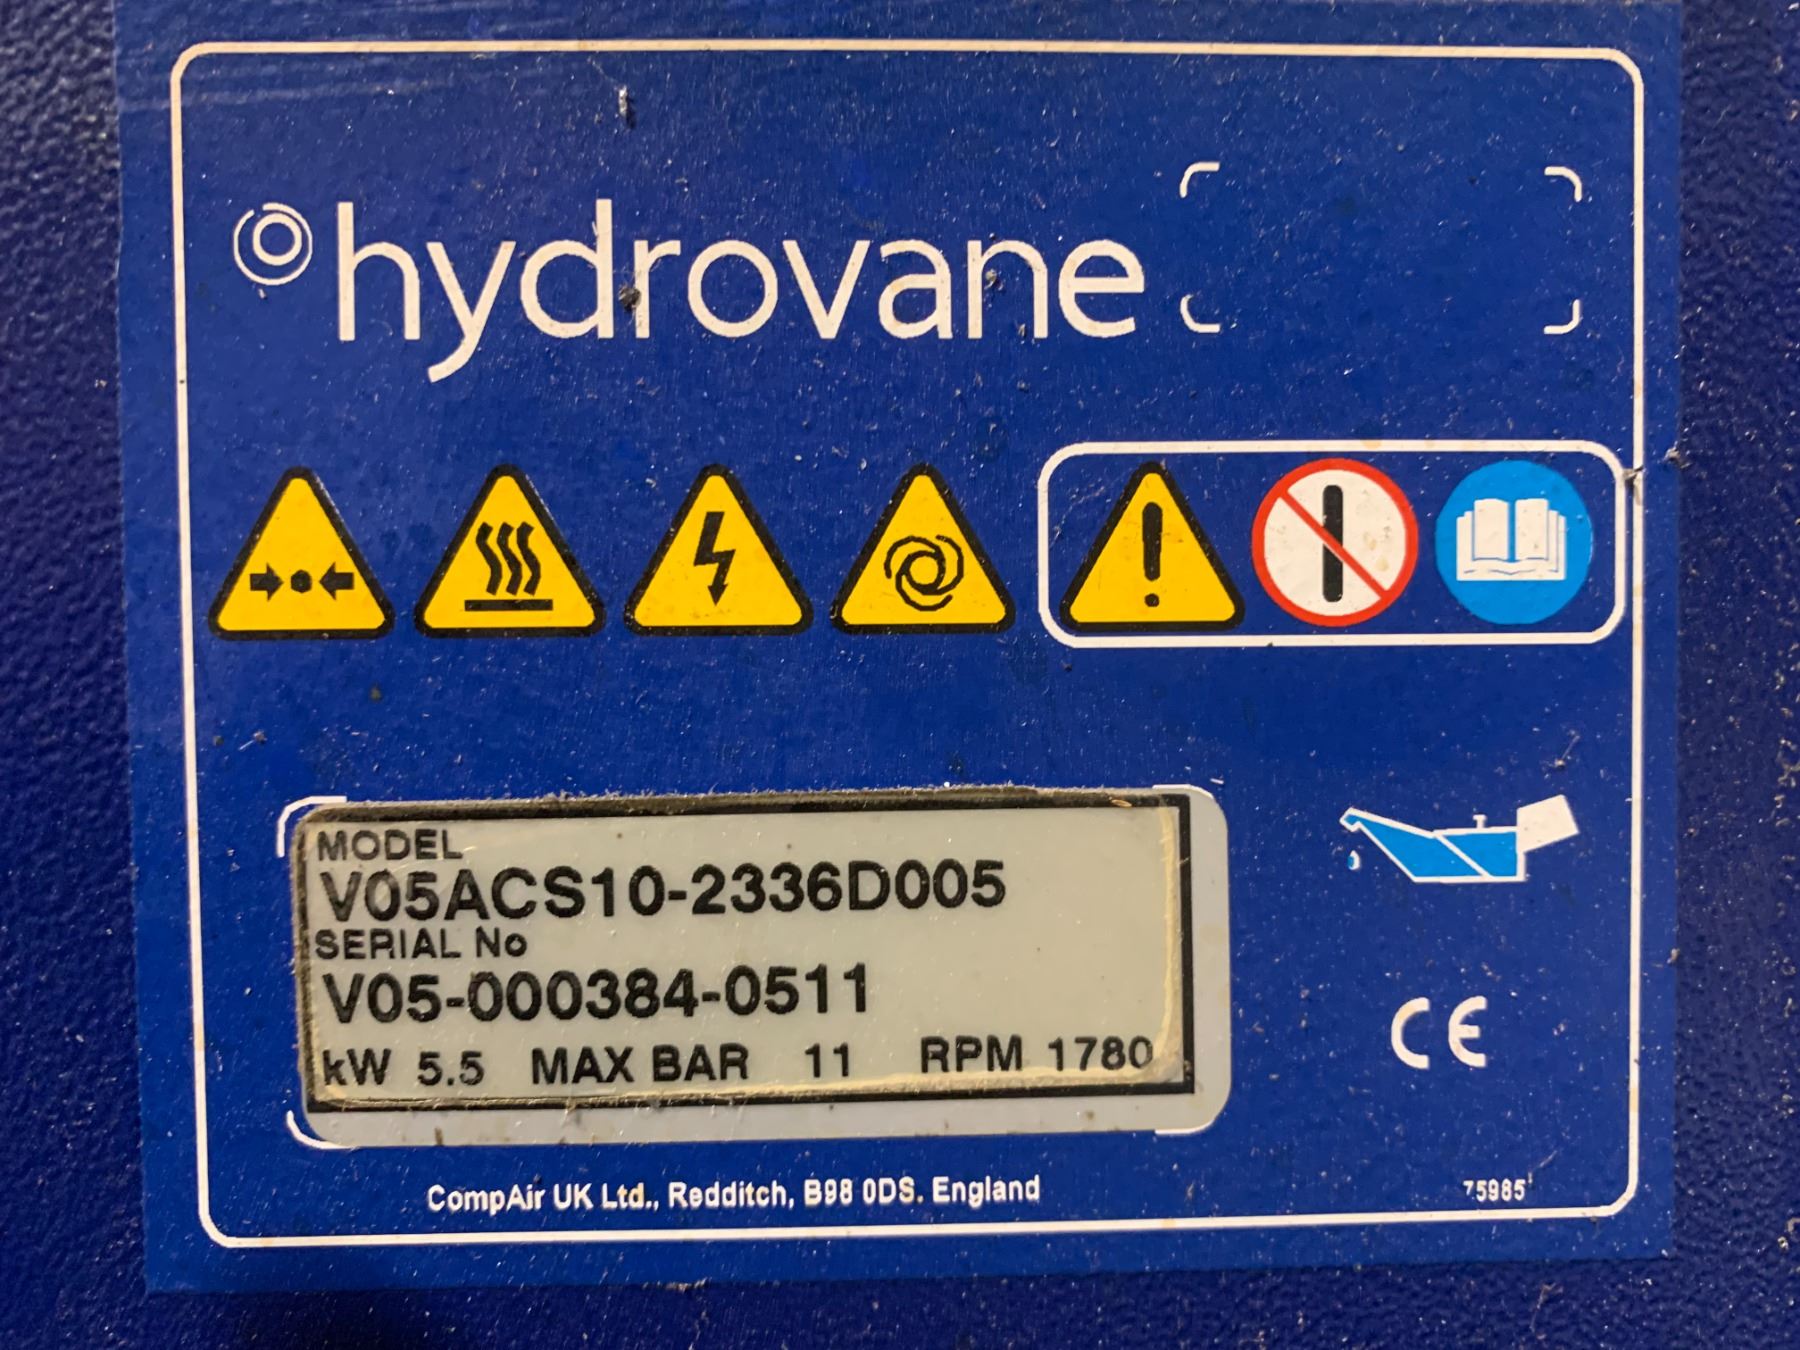 hydrovane
MODEL
V05ACS10-2336D005
SERIAL No
V05-000384-0511
kW 5.5 MAX BAR 11 RPM 1780
CE
CompAir UK Ltd., Redditch, B98 0DS. England